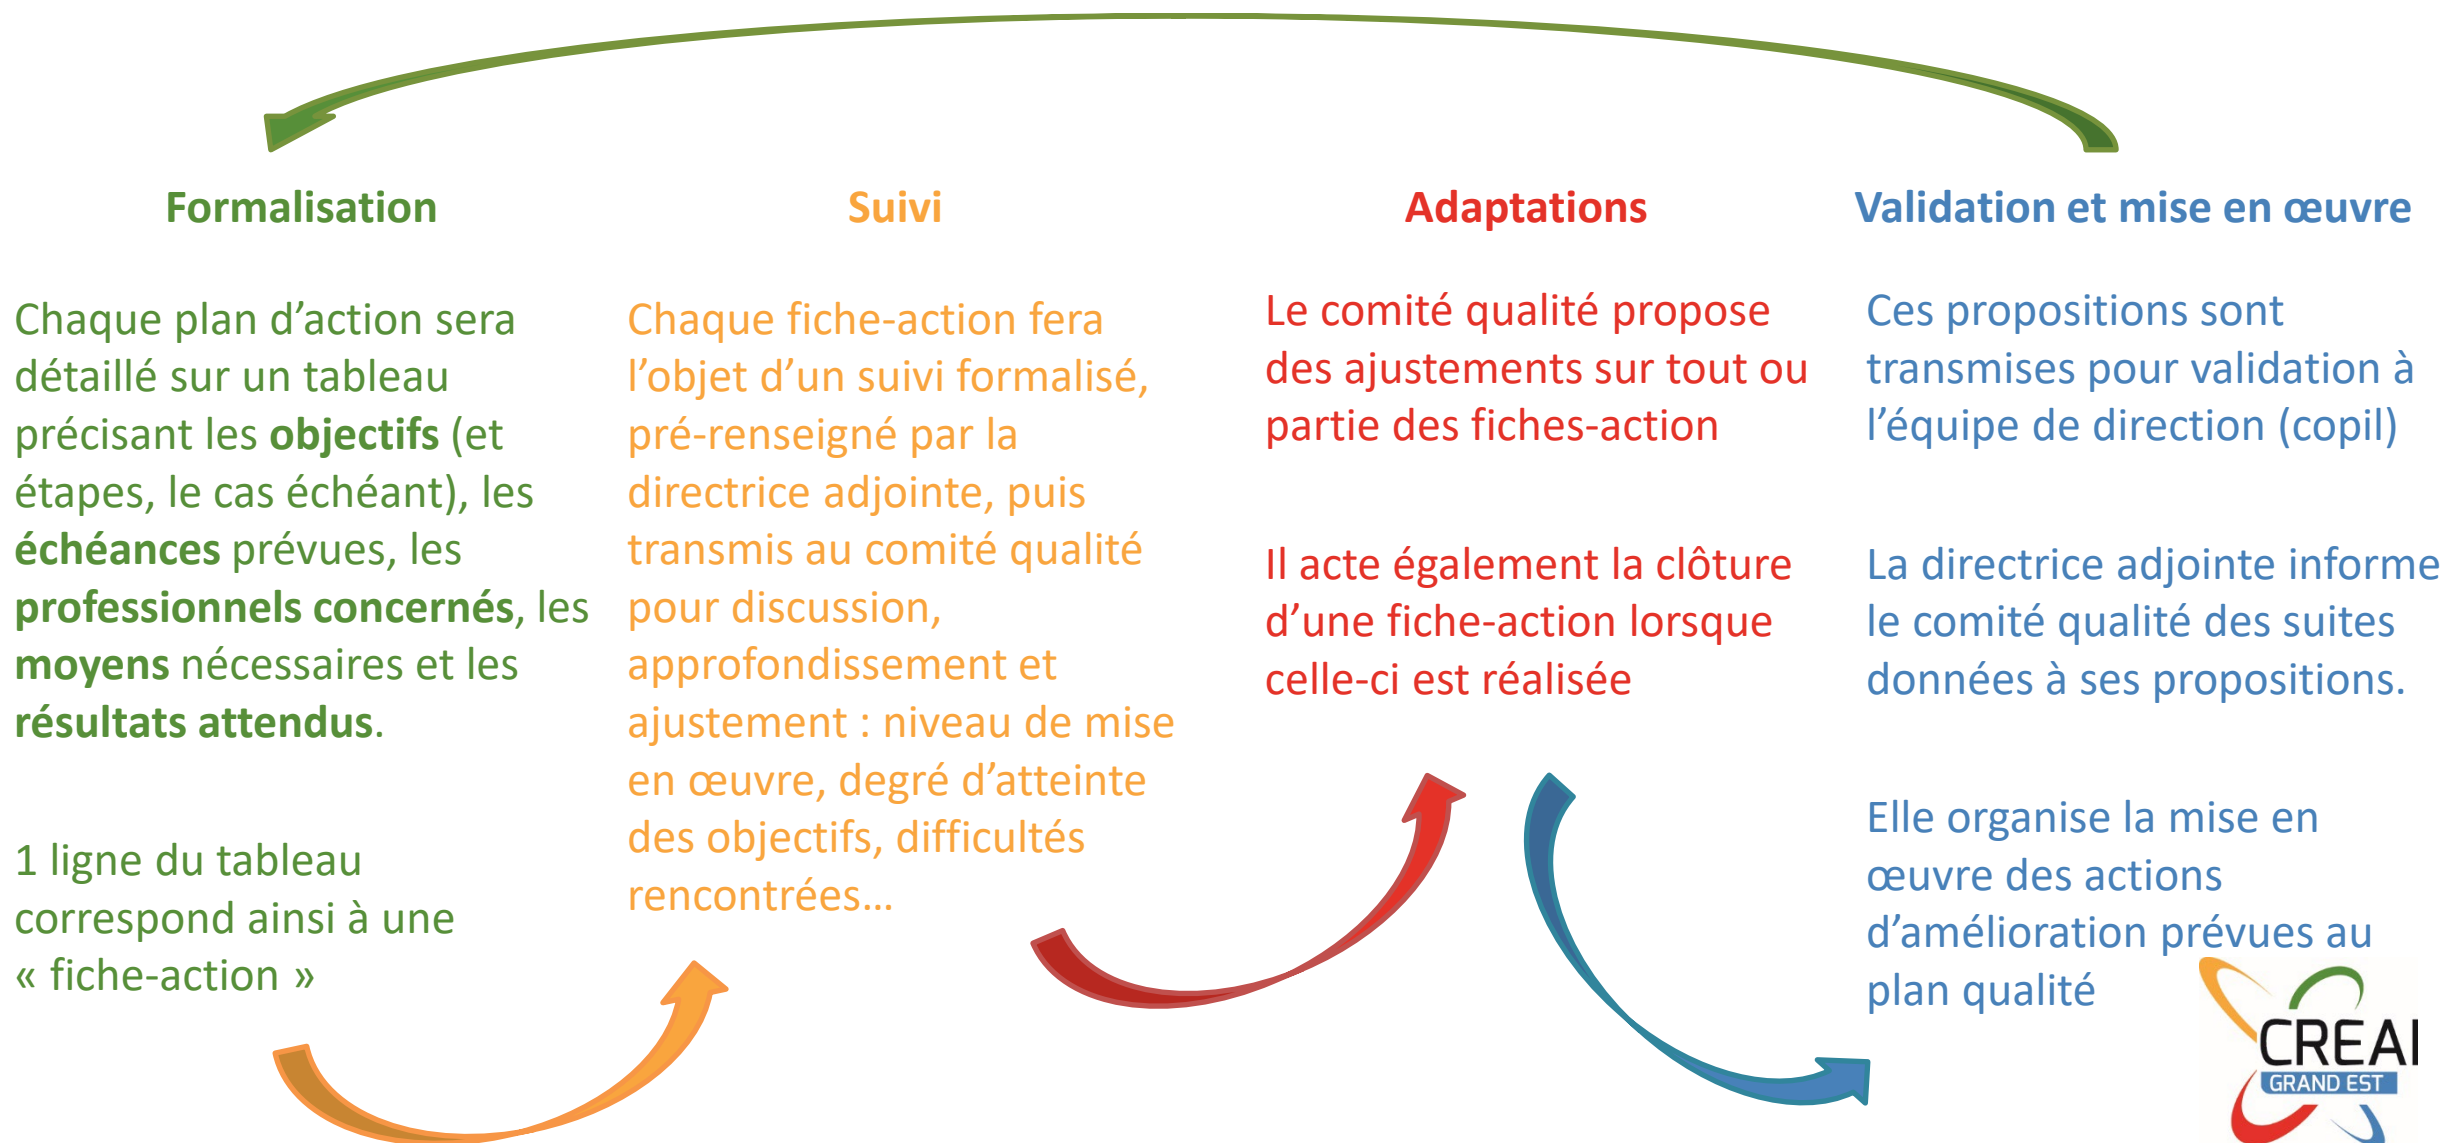 Formalisation
Chaque plan d’action sera
détaillé sur un tableau
précisant les objectifs (et
étapes, le cas échéant), les
échéances prévues, les
professionnels concernés, les
moyens nécessaires et les
résultats attendus.
1 ligne du tableau
correspond ainsi à une
« fiche-action »
Suivi
Chaque fiche-action fera
l’objet d’un suivi formalisé,
pré-renseigné par la
directrice adjointe, puis
transmis au comité qualité
pour discussion,
approfondissement et
ajustement : niveau de mise
en œuvre, degré d’atteinte
des objectifs, difficultés
rencontrées…
Adaptations
Le comité qualité propose
des ajustements sur tout ou
partie des fiches-action
Il acte également la clôture
d’une fiche-action lorsque
celle-ci est réalisée
Validation et mise en œuvre
Ces propositions sont
transmises pour validation à
l’équipe de direction (copil)
La directrice adjointe informe
le comité qualité des suites
données à ses propositions.
Elle organise la mise en
œuvre des actions
d’amélioration prévues au
plan qualité
CREAI
GRAND EST